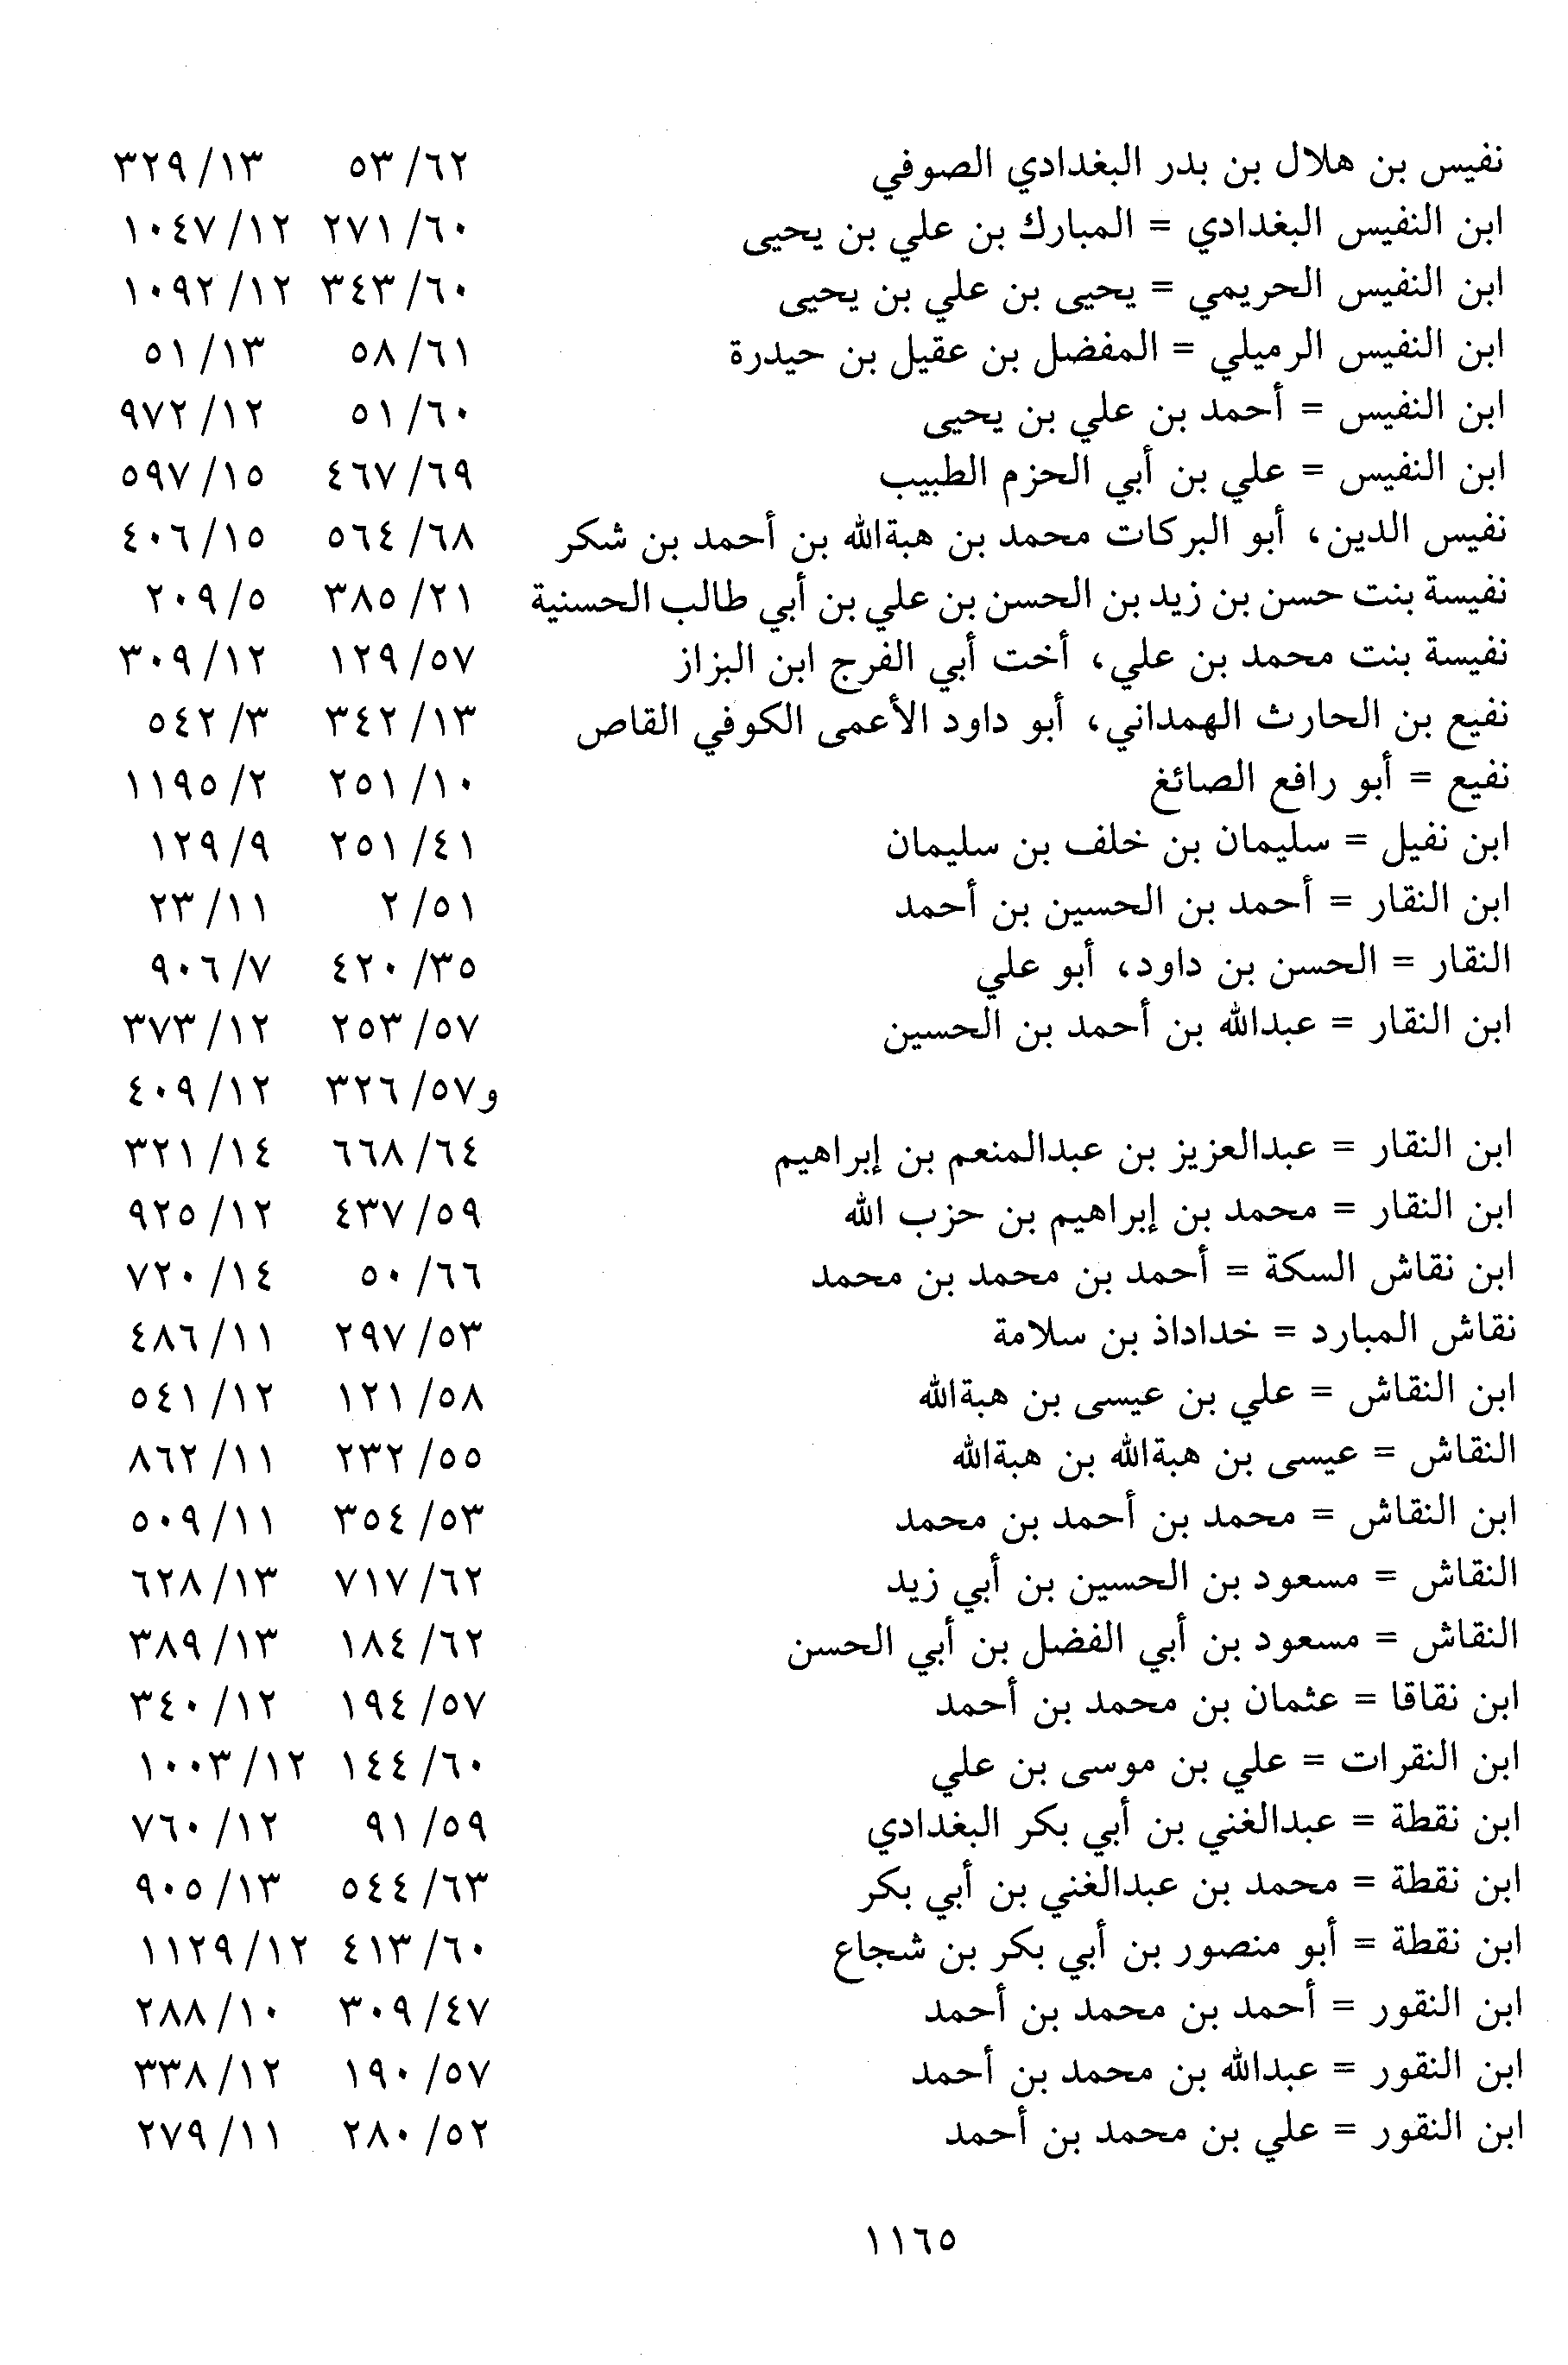 نفيس بن هلال بن بدر البغدادي الصوفي ٥٣/٦٢ ٣٢٩/١٣
ابن النفيس البغدادي = المبارك بن علي بن يحيى ٢٧١/٦٠ ١٠٤٧/١٢
ابن النفيس الحريمي = يحيى بن علي بن يحيى ٣٤٣/٦٠ ١٠٩٢/١٢
ابن النفيس الرميلي = المفضل بن عقيل بن حيدرة ٥٨/٦١ ٥١/١٣
ابن النفيس = أحمد بن علي بن يحيى ٥١/٦٠ ٩٧٢/١٢
ابن النفيس = علي بن أبي الحزم الطبيب ٤٦٧/٦٩ ٥٩٧/١٥
نفيس الدين، أبو البركات محمد بن هبةالله بن أحمد بن شكر ٥٦٤/٦٨ ٤٠٦/١٥
نفيسة بنت حسن بن زيد بن الحسن بن علي بن أبي طالب الحسنية ٣٨٥/٢١ ٢٠٩/٥
نفيسة بنت محمد بن علي، أخت أبي الفرج ابن البزاز ١٢٩/٥٧ ٣٠٩/١٢
نفيع بن الحارث الهمداني، أبو داود الأعمى الكوفي القاص ٣٤٢/١٣ ٥٤٢/٣
نفيع = أبو رافع الصائغ ٢٥١/١٠ ١١٩٥/٢
ابن نفيل = سليمان بن خلف بن سليمان ٢٥١/٤١ ١٢٩/٩
ابن النقار = أحمد بن الحسين بن أحمد ٢/٥١ ٢٣/١١
النقار = الحسن بن داود، أبو علي ٤٢٠/٣٥ ٩٠٦/٧
ابن النقار = عبدالله بن أحمد بن الحسين ٢٥٣/٥٧ ٣٧٣/١٢
و٣٢٦/٥٧ ٤٠٩/١٢
ابن النقار = عبدالعزيز بن عبدالمنعم بن إبراهيم ٦٦٨/٦٤ ٣٢١/١٤
ابن النقار = محمد بن إبراهيم بن حزب الله ٤٣٧/٥٩ ٩٢٥/١٢
ابن نقاش السكة = أحمد بن محمد بن محمد ٥٠/٦٦ ٧٢٠/١٤
نقاش المبارد = خداداذ بن سلامة ٢٩٧/٥٣ ٤٨٦/١١
ابن النقاش = علي بن عيسى بن هبةالله ١٢١/٥٨ ٥٤١/١٢
النقاش = عيسى بن هبةالله بن هبةالله ٢٣٢/٥٥ ٨٦٢/١١
ابن النقاش = محمد بن أحمد بن محمد ٣٥٤/٥٣ ٥٠٩/١١
النقاش = مسعود بن الحسين بن أبي زيد ٧١٧/٦٢ ٦٢٨/١٣
النقاش = مسعود بن أبي الفضل بن أبي الحسن ١٨٤/٦٢ ٣٨٩/١٣
ابن نقاقا = عثمان بن محمد بن أحمد ١٩٤/٥٧ ٣٤٠/١٢
ابن النقرات = علي بن موسى بن علي ١٤٤/٦٠ ١٠٠٣/١٢
ابن نقطة = عبدالغني بن أبي بكر البغدادي ٩١/٥٩ ٧٦٠/١٢
ابن نقطة = محمد بن عبدالغني بن أبي بكر ٥٤٤/٦٣ ٩٠٥/١٣
ابن نقطة = أبو منصور بن أبي بكر بن شجاع ٤١٣/٦٠ ١١٢٩/١٢
ابن النقور = أحمد بن محمد بن أحمد ٣٠٩/٤٧ ٢٨٨/١٠
ابن النقور = عبدالله بن محمد بن أحمد ١٩٠/٥٧ ٣٣٨/١٢
ابن النقور = علي بن محمد بن أحمد ٢٨٠/٥٢ ٢٧٩/١١
١١٦٥